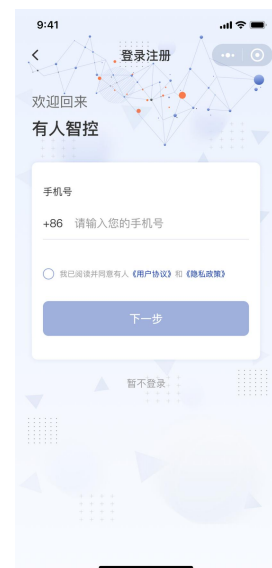 9:41
登录注册
欢迎回来
有人智控
手机号
+86 请输入您的手机号
我已阅读并同意有人《用户协议》和《隐私政策》
下一步
暂不登录